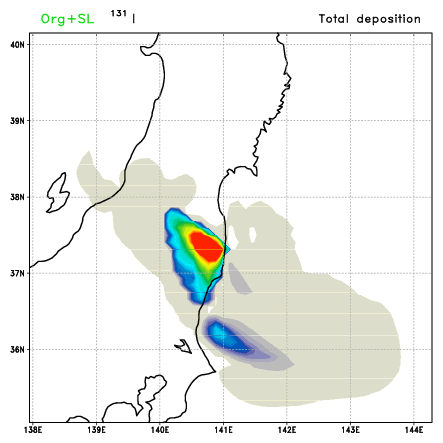 Org+SL 131 I Total deposition
40N
39N
38N
37N
36N
138E 139E 140E 141E 142E 143E 144E